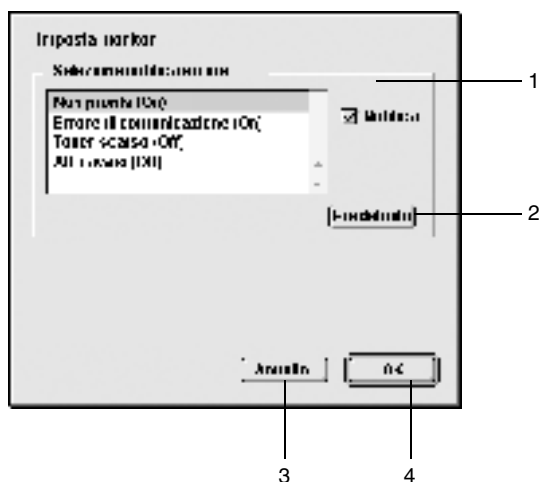 Imposta
1
Non pronta (On)
Errore di comunicazione (On)
Notifica
Toner scarso (Off)
2
Predefinito
Annulla
OK
3
4